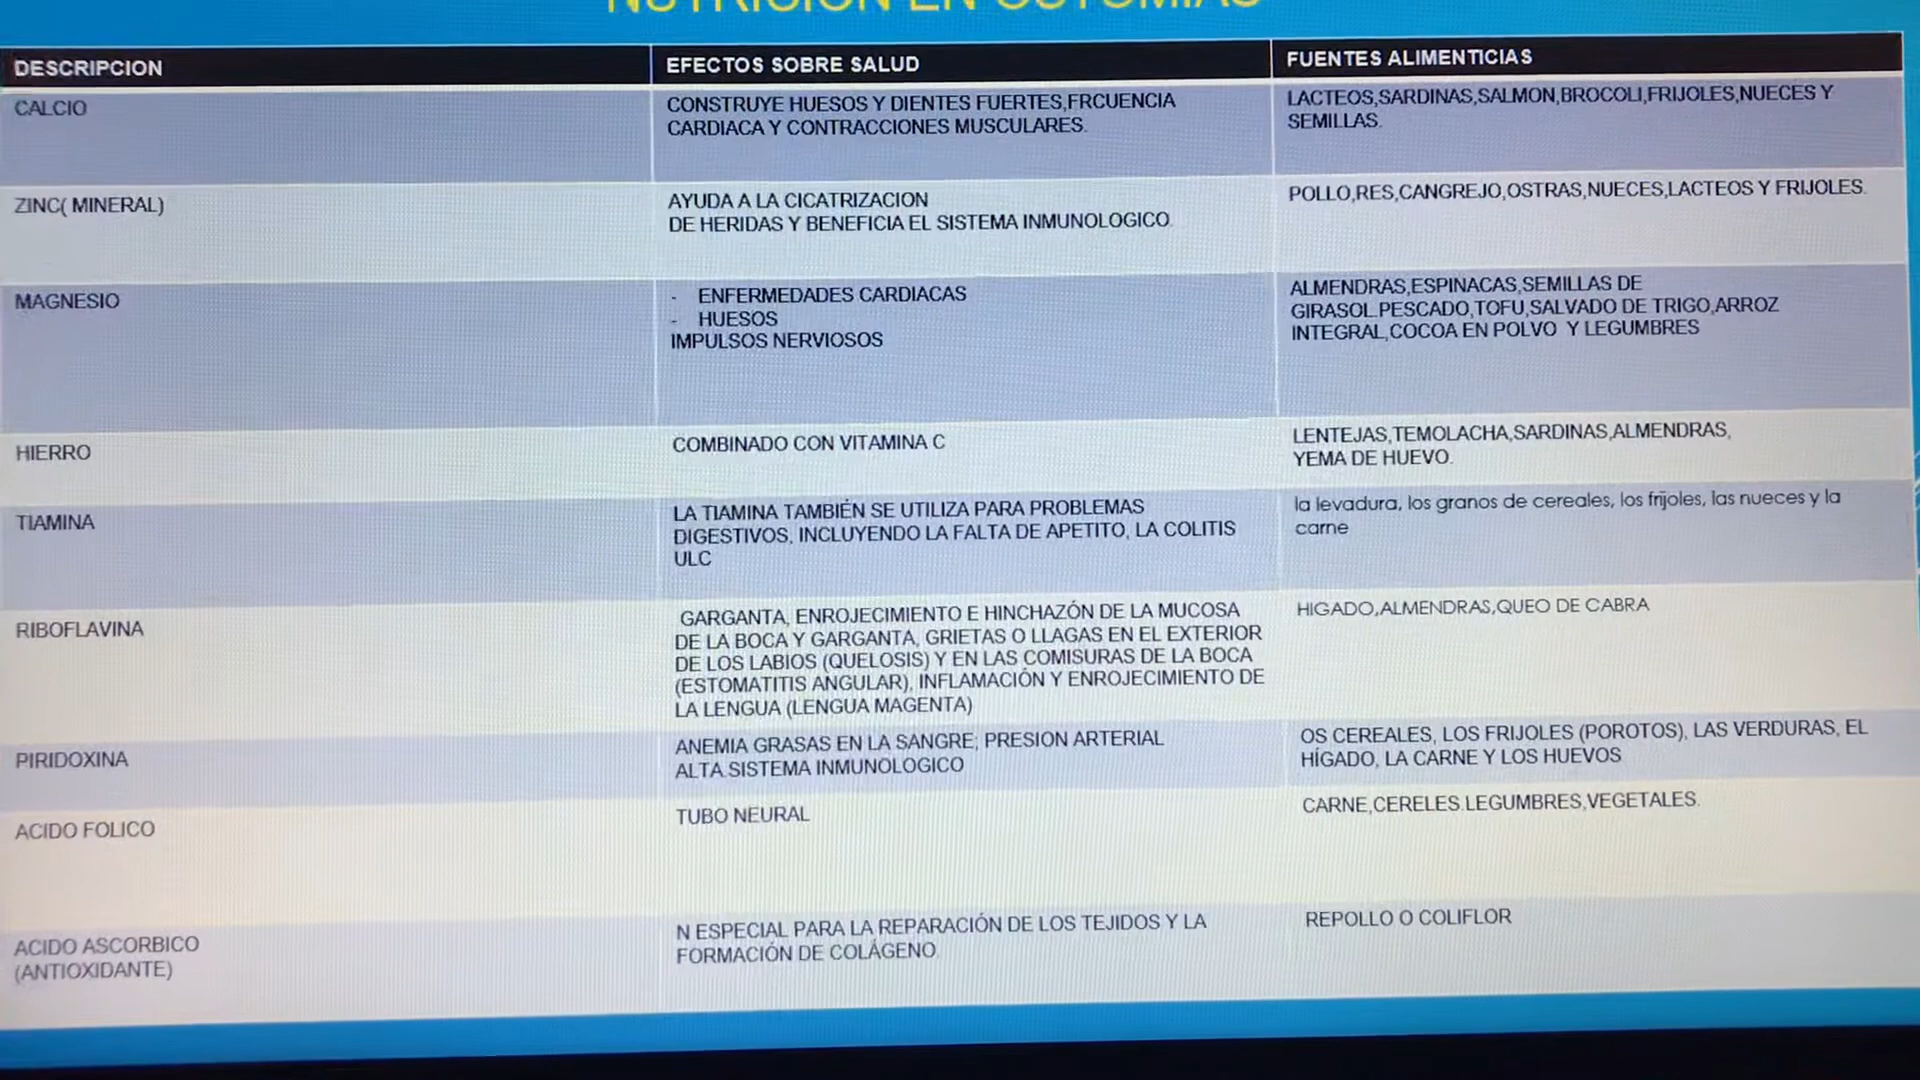 NUTRICION EN OSTOMIAS
DESCRIPCION
EFECTOS SOBRE SALUD
FUENTES ALIMENTICIAS
CALCIO
CONSTRUYE HUESOS Y DIENTES FUERTES,FRCUENCIA
CARDIACA Y CONTRACCIONES MUSCULARES.
LACTEOS,SARDINAS,SALMON,BROCOLI,FRIJOLES,NUECES Y
SEMILLAS.
ZINC( MINERAL)
AYUDA A LA CICATRIZACION
DE HERIDAS Y BENEFICIA EL SISTEMA INMUNOLOGICO.
POLLO,RES,CANGREJO,OSTRAS,NUECES,LACTEOS Y FRIJOLES.
MAGNESIO
- ENFERMEDADES CARDIACAS
- HUESOS
IMPULSOS NERVIOSOS
ALMENDRAS,ESPINACAS,SEMILLAS DE
GIRASOL.PESCADO,TOFU,SALVADO DE TRIGO,ARROZ
INTEGRAL,COCOA EN POLVO Y LEGUMBRES
HIERRO
COMBINADO CON VITAMINA C
LENTEJAS,TEMOLACHA,SARDINAS,ALMENDRAS,
YEMA DE HUEVO.
TIAMINA
LA TIAMINA TAMBIÉN SE UTILIZA PARA PROBLEMAS
DIGESTIVOS, INCLUYENDO LA FALTA DE APETITO, LA COLITIS
ULC
la levadura, los granos de cereales, los frijoles, las nueces y la
carne
RIBOFLAVINA
GARGANTA, ENROJECIMIENTO E HINCHAZÓN DE LA MUCOSA
DE LA BOCA Y GARGANTA, GRIETAS O LLAGAS EN EL EXTERIOR
DE LOS LABIOS (QUELOSIS) Y EN LAS COMISURAS DE LA BOCA
(ESTOMATITIS ANGULAR), INFLAMACIÓN Y ENROJECIMIENTO DE
LA LENGUA (LENGUA MAGENTA)
HIGADO,ALMENDRAS,QUEO DE CABRA
PIRIDOXINA
ANEMIA GRASAS EN LA SANGRE; PRESION ARTERIAL
ALTA.SISTEMA INMUNOLOGICO
OS CEREALES, LOS FRIJOLES (POROTOS), LAS VERDURAS, EL
HÍGADO, LA CARNE Y LOS HUEVOS
ACIDO FOLICO
TUBO NEURAL
CARNE,CERELES.LEGUMBRES,VEGETALES.
ACIDO ASCORBICO
(ANTIOXIDANTE)
N ESPECIAL PARA LA REPARACIÓN DE LOS TEJIDOS Y LA
FORMACIÓN DE COLÁGENO.
REPOLLO O COLIFLOR